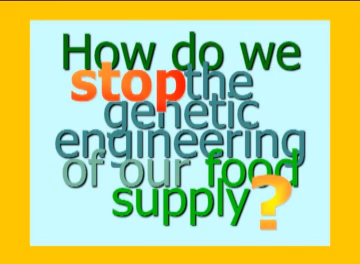 How do we
stop the
genetic
engineering
of our food
supply?